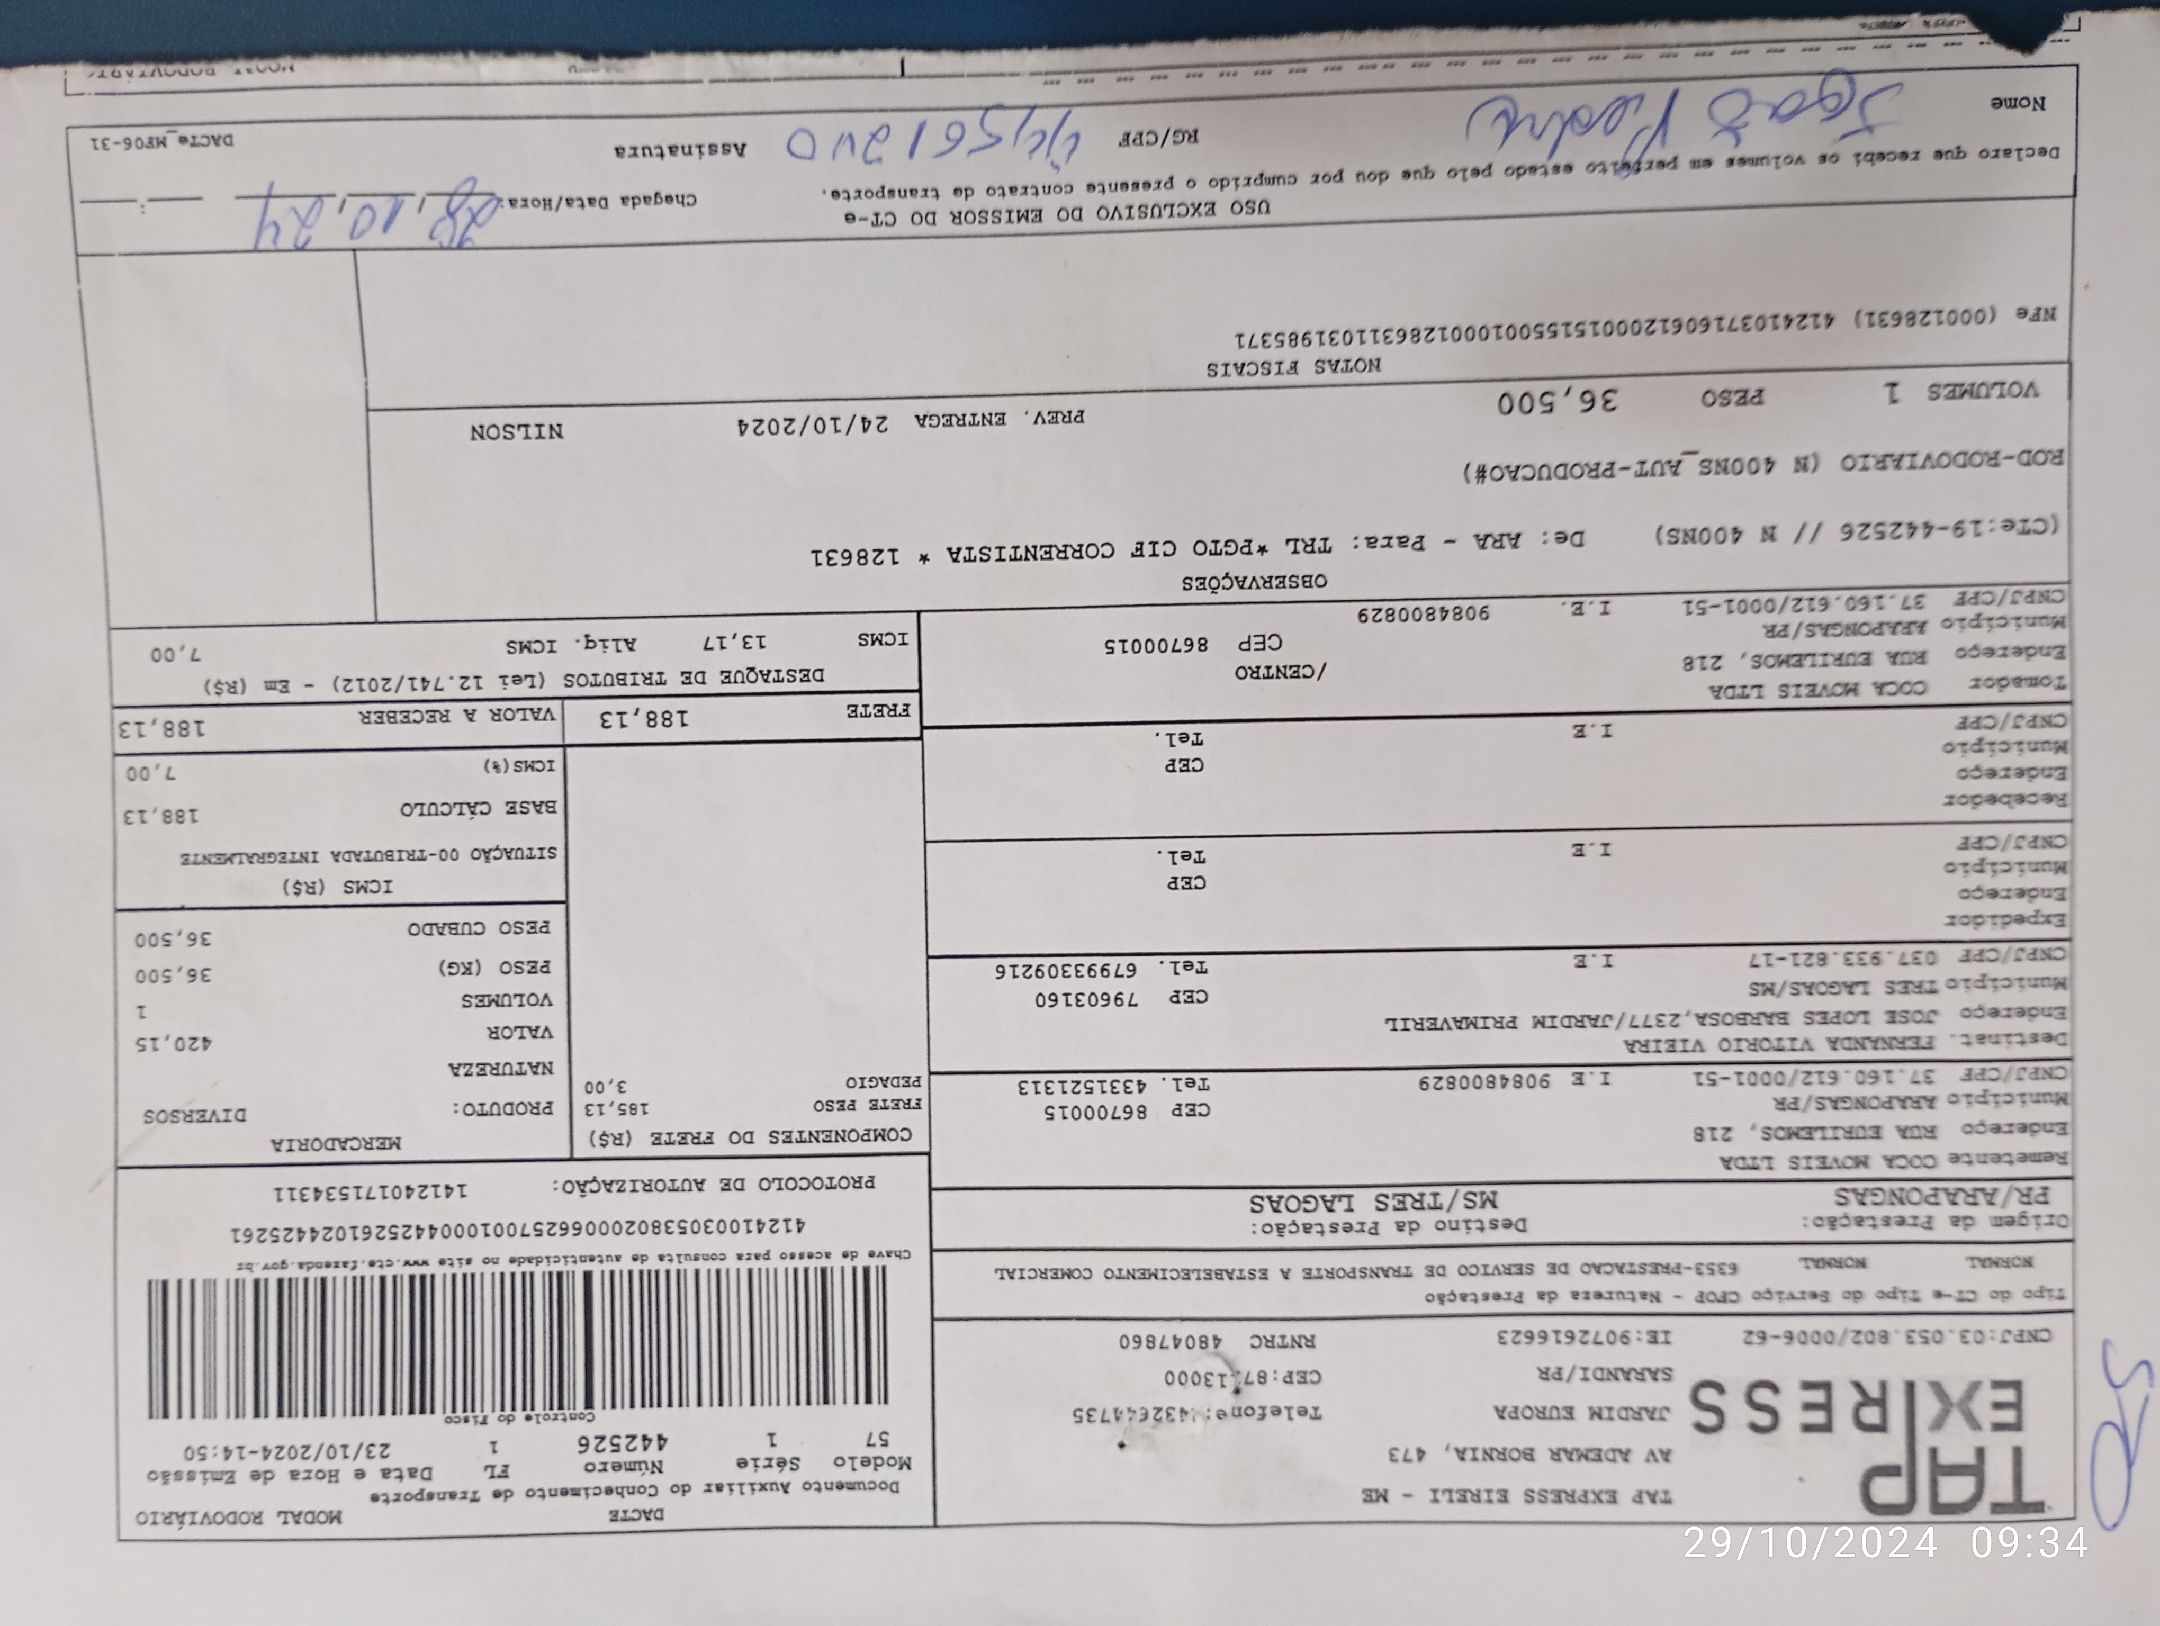 TAP
EXPRESS
TAP EXPRESS EIRELI - ME
AV ADEMAR BORNIA, 473
JARDIM EUROPA
SARANDI/PR
CNPJ:03.053.802/0006-62 IE:9072616623 RNTRC 48047860
DACTE MODAL RODOVIÁRIO
Documento Auxiliar do Conhecimento de Transporte
Modelo Série Número FL Data e Hora de Emissão
57 1 442526 1 23/10/2024-14:50
Controle do Fisco
Chave de acesso para consulta de autenticidade no site www.cte.fazenda.gov.br
41241003053802000662570010004425261024425261
PROTOCOLO DE AUTORIZAÇÃO: 141240171534311
Tipo do CT-e Tipo do Serviço CFOP - Natureza da Prestação
NORMAL NORMAL 6353-PRESTACAO DE SERVICO DE TRANSPORTE A ESTABELECIMENTO COMERCIAL
Origem da Prestação: Destino da Prestação:
PR/ARAPONGAS MS/TRES LAGOAS
Remetente COCA MOVEIS LTDA
Endereço RUA EURILEMOS, 218
Município ARAPONGAS/PR CEP 86700015
CNPJ/CPF 37.160.612/0001-51 I.E 9084800829 Tel. 4331521313
Destinat. FERNANDA VITORIO VIEIRA
Endereço JOSE LOPES BARBOSA,2377/JARDIM PRIMAVERIL
Município TRES LAGOAS/MS CEP 79603160
CNPJ/CPF 037.933.821-17 I.E Tel. 67993309216
Expedidor
Endereço
Município CEP
CNPJ/CPF I.E Tel.
Recebedor
Endereço
Município CEP
CNPJ/CPF I.E Tel.
Tomador COCA MOVEIS LTDA
Endereço RUA EURILEMOS, 218 /CENTRO
Município ARAPONGAS/PR CEP 86700015
CNPJ/CPF 37.160.612/0001-51 I.E. 9084800829
COMPONENTES DO FRETE (R$)
FRETE PESO 185,13
PEDAGIO 3,00
MERCADORIA
PRODUTO: DIVERSOS
NATUREZA
VALOR 420,15
VOLUMES 1
PESO (KG) 36,500
PESO CUBADO 36,500
ICMS (R$)
SITUAÇÃO 00-TRIBUTADA INTEGRALMENTE
BASE CÁLCULO 188,13
ICMS(%) 7,00
FRETE 188,13 VALOR A RECEBER 188,13
DESTAQUE DE TRIBUTOS (Lei 12.741/2012) - Em (R$)
ICMS 13,17 Aliq. ICMS 7,00
OBSERVAÇÕES
(CTe:19-442526 // N 400NS) De: ARA - Para: TRL *PGTO CIF CORRENTISTA * 128631
ROD-RODOVIARIO (N 400NS_AUT-PRODUCAO#)
VOLUMES 1 PESO 36,500 PREV. ENTREGA 24/10/2024 NILSON
NOTAS FISCAIS
NFe (000128631) 41241037160612000151550010001286311031985371
USO EXCLUSIVO DO EMISSOR DO CT-e
Declaro que recebi os volumes em perfeito estado pelo que dou por cumprido o presente contrato de transporte.
Chegada Data/Hora: 28, 10, 24
Nome João Pedro RG/CPF Assinatura
DACTe_MF06-31
29/10/2024 09:34